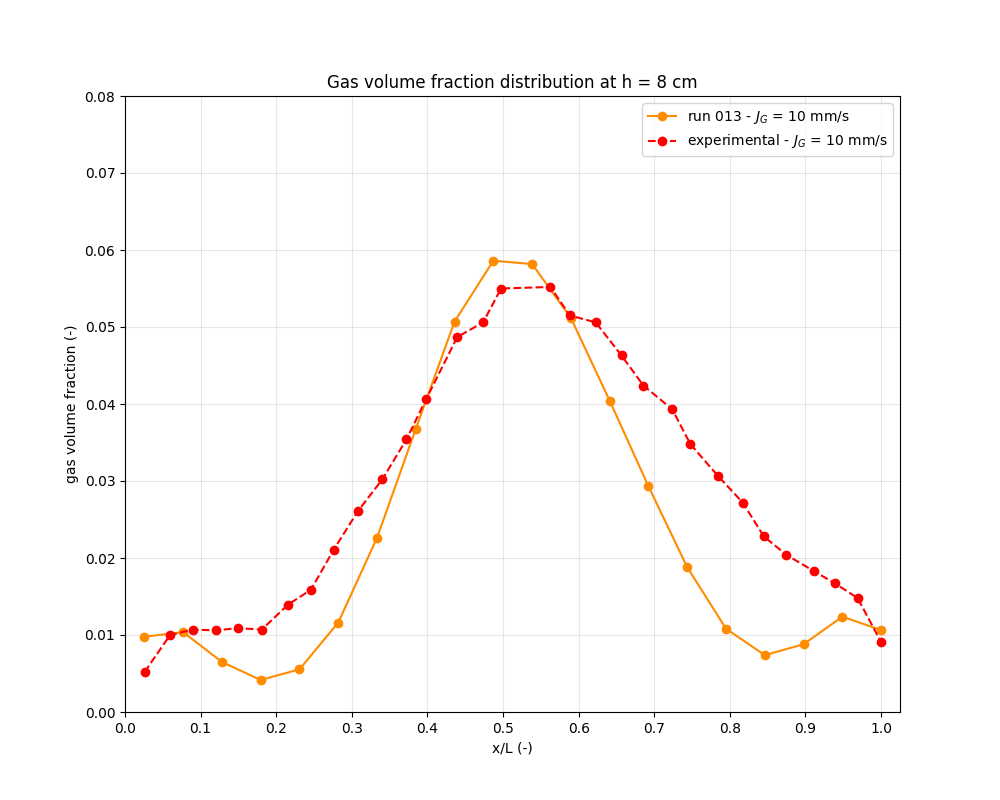 Gas volume fraction distribution at h = 8 cm
run 013 - J_G = 10 mm/s
experimental - J_G = 10 mm/s
gas volume fraction (-)
0.08
0.07
0.06
0.05
0.04
0.03
0.02
0.01
0.00
0.0 0.1 0.2 0.3 0.4 0.5 0.6 0.7 0.8 0.9 1.0
x/L (-)